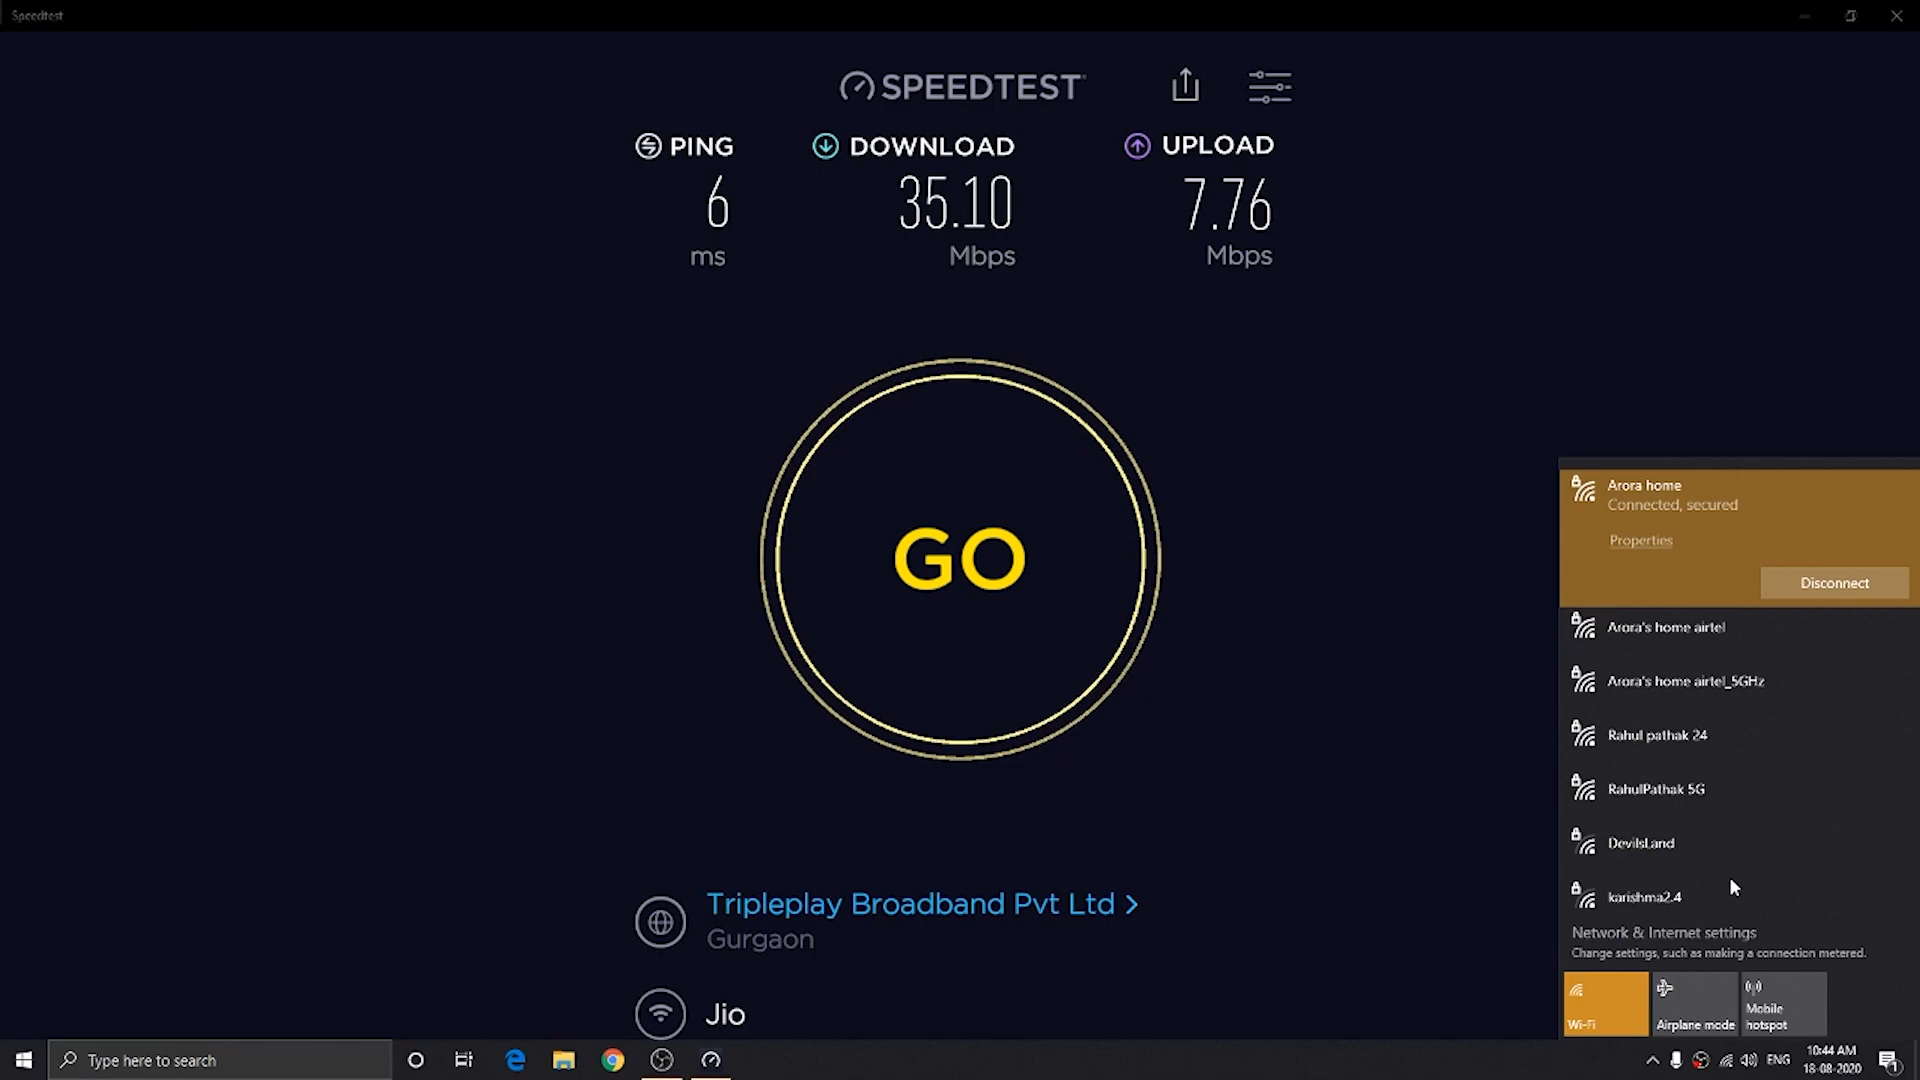 Speedtest
SPEEDTEST
PING
DOWNLOAD
UPLOAD
6
35.10
7.76
ms
Mbps
Mbps
GO
Tripleplay Broadband Pvt Ltd
Gurgaon
Jio
Arora home
Connected, secured
Properties
Disconnect
Arora's home airtel
Arora's home airtel_5GHz
Rahul pathak 24
RahulPathak 5G
DevilsLand
karishma2.4
Network & Internet settings
Change settings, such as making a connection metered.
Wi-Fi
Airplane mode
Mobile
hotspot
Type here to search
ENG
10:44 AM
18-08-2020
1